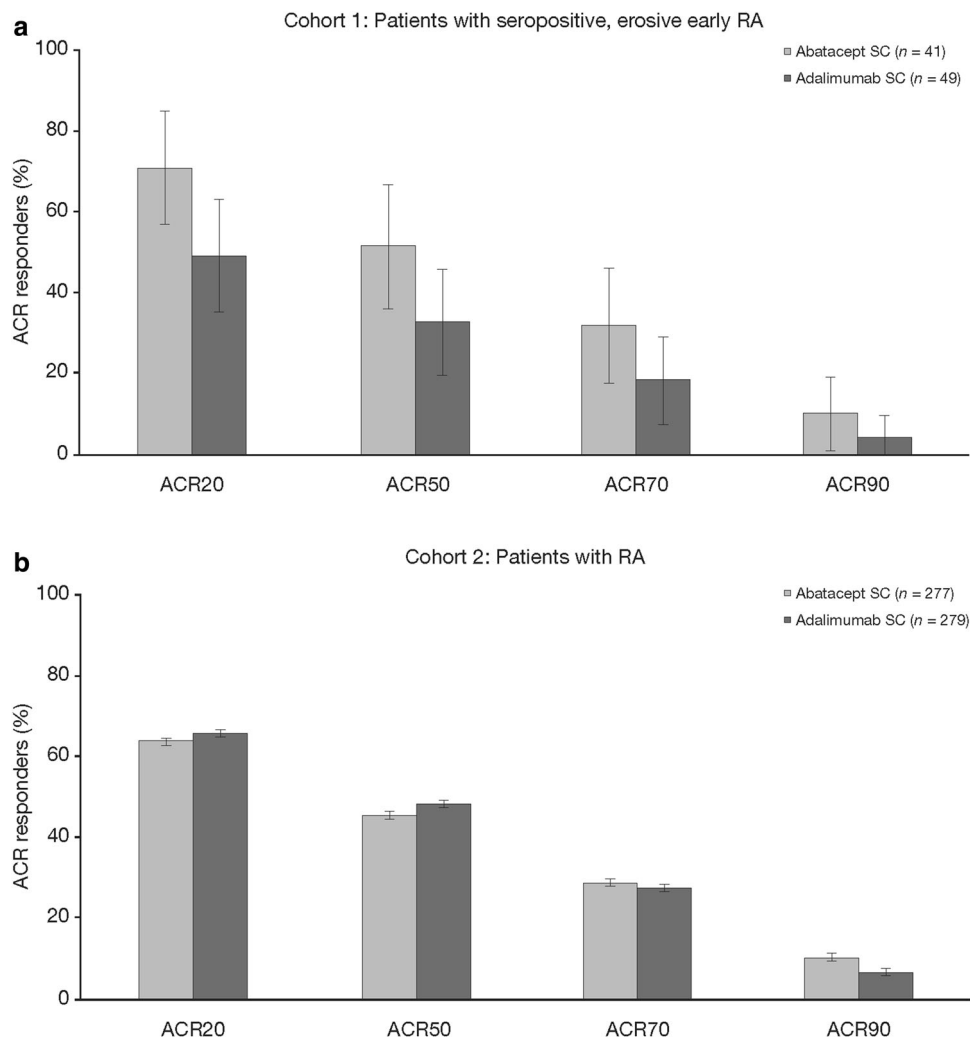 a
Cohort 1: Patients with seropositive, erosive early RA
100
80
60
40
20
0
ACR responders (%)
Abatacept SC (n = 41)
Adalimumab SC (n = 49)
ACR20 ACR50 ACR70 ACR90
b
Cohort 2: Patients with RA
100
80
60
40
20
0
ACR responders (%)
Abatacept SC (n = 277)
Adalimumab SC (n = 279)
ACR20 ACR50 ACR70 ACR90